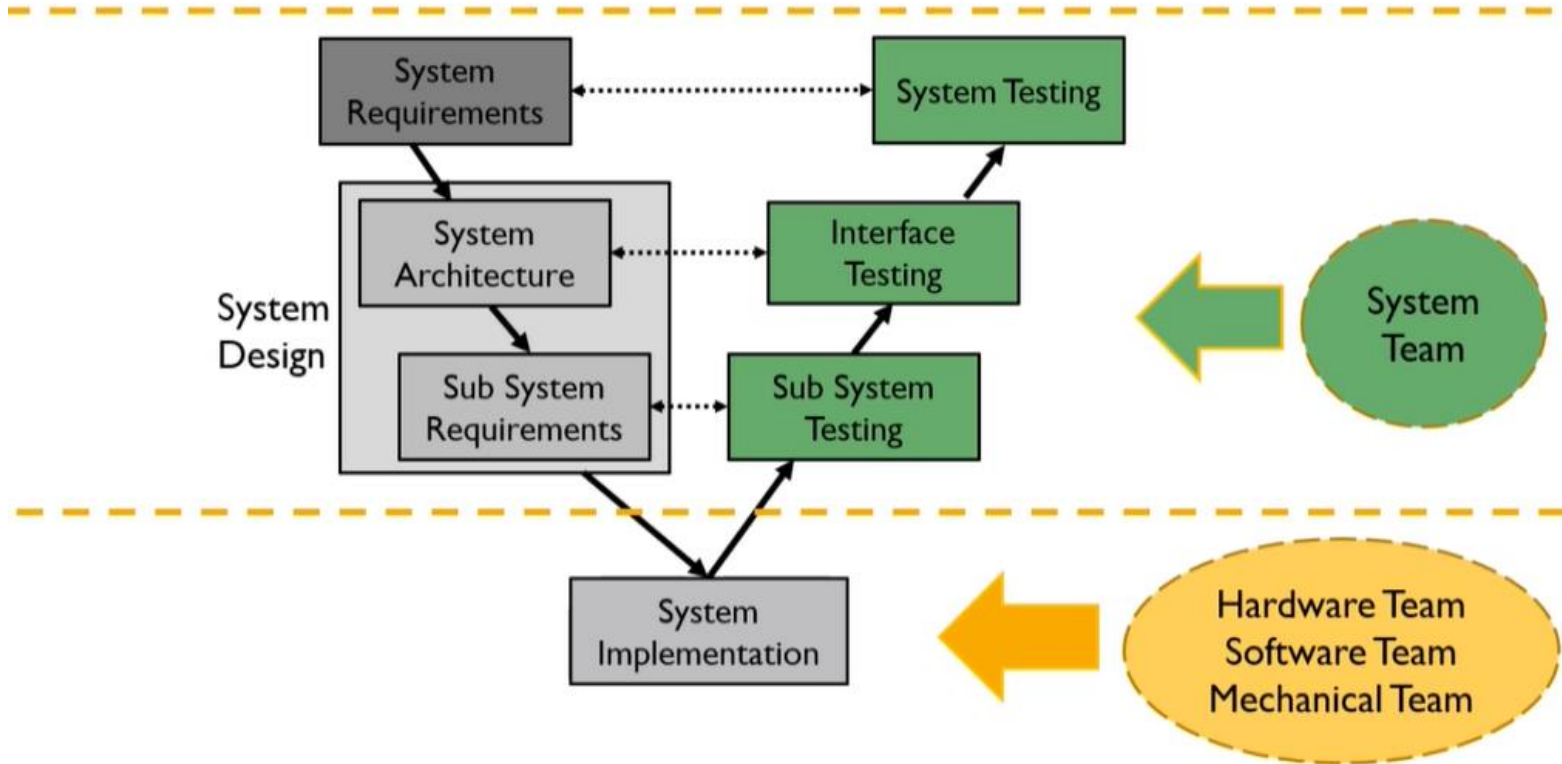 System
Requirements
System Testing
System
Architecture
Interface
Testing
System
Design
Sub System
Requirements
Sub System
Testing
System
Team
System
Implementation
Hardware Team
Software Team
Mechanical Team